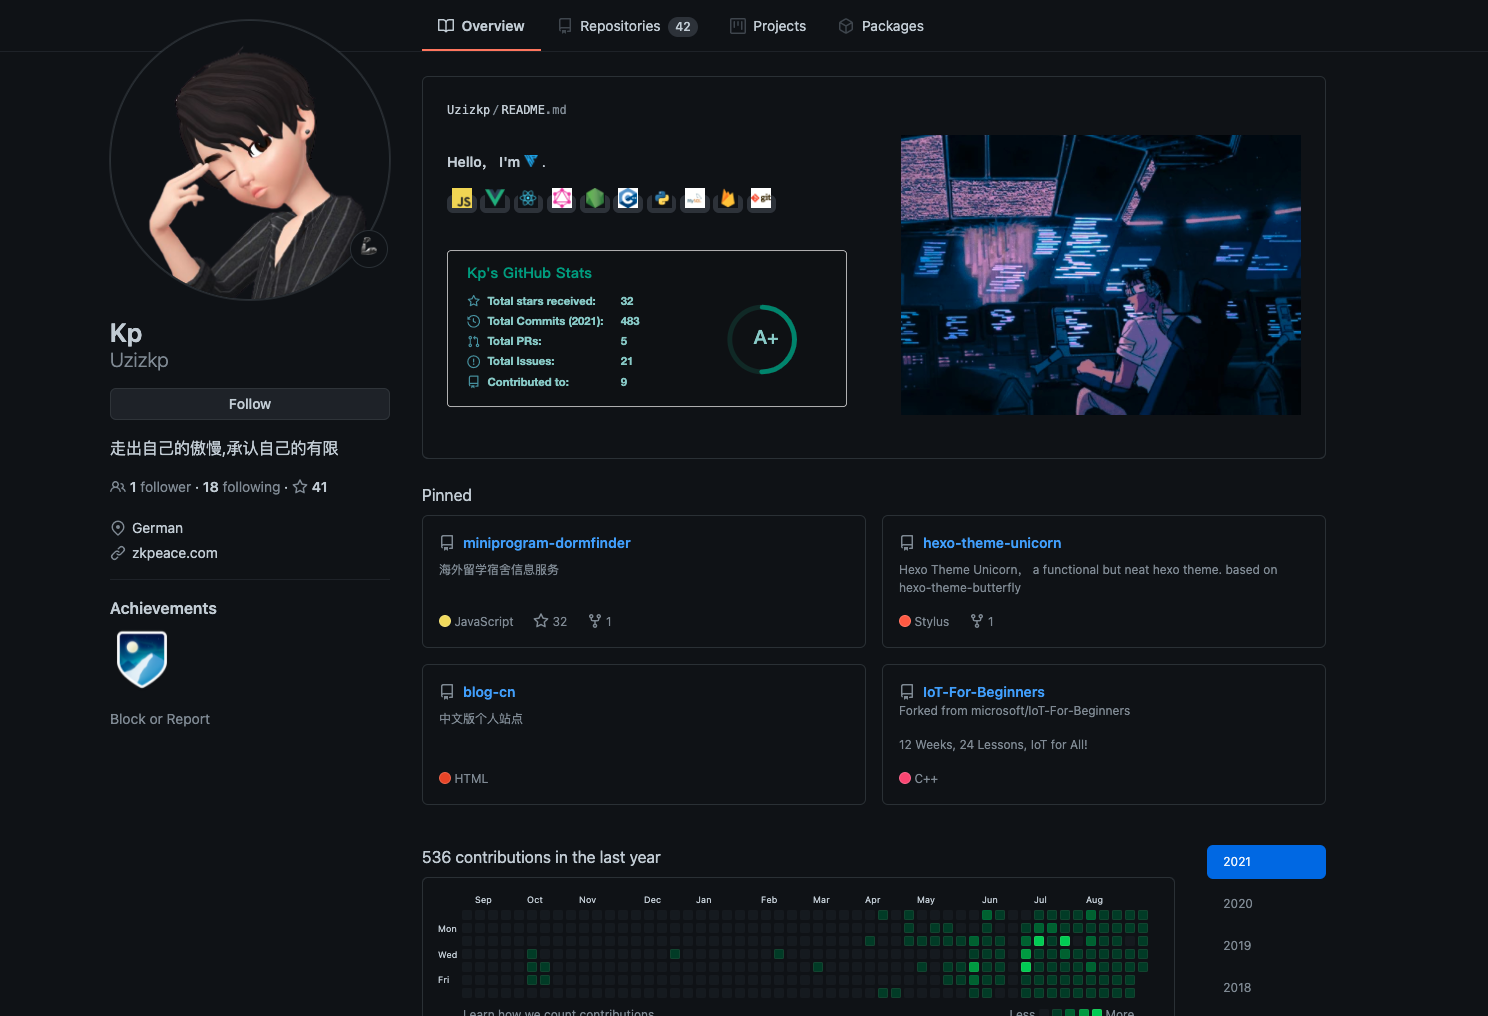 Overview
Repositories 42
Projects
Packages
Uzizkp/README.md
Hello， I'm .
JS
git
Kp's GitHub Stats
Total stars received: 32
Total Commits (2021): 483
Total PRs: 5
Total Issues: 21
Contributed to: 9
A+
Kp
Uzizkp
Follow
走出自己的傲慢,承认自己的有限
1 follower · 18 following · 41
German
zkpeace.com
Achievements
Block or Report
Pinned
miniprogram-dormfinder
海外留学宿舍信息服务
JavaScript 32 1
hexo-theme-unicorn
Hexo Theme Unicorn， a functional but neat hexo theme. based on
hexo-theme-butterfly
Stylus 1
blog-cn
中文版个人站点
HTML
IoT-For-Beginners
Forked from microsoft/IoT-For-Beginners
12 Weeks, 24 Lessons, IoT for All!
C++
536 contributions in the last year
2021
2020
2019
2018
Sep Oct Nov Dec Jan Feb Mar Apr May Jun Jul Aug
Mon
Wed
Fri
Learn how we count contributions
Less More